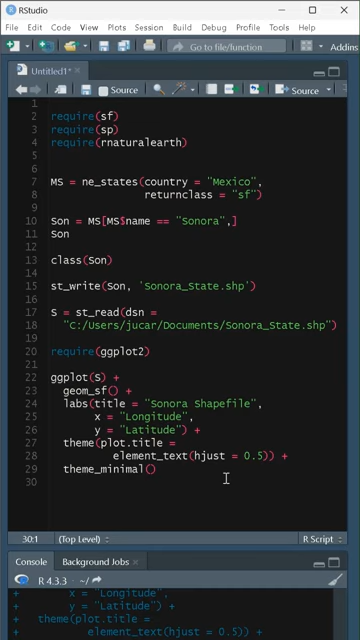 RStudio
File Edit Code View Plots Session Build Debug Profile Tools Help
Go to file/function Addins
Untitled1*
Source Source
1
2 require(sf)
3 require(sp)
4 require(rnaturalearth)
5
6
7 MS = ne_states(country = "Mexico",
8 returnclass = "sf")
9
10 Son = MS[MS$name == "Sonora",]
11 Son
12
13 class(Son)
14
15 st_write(Son, 'Sonora_State.shp')
16
17 S = st_read(dsn =
18 "C:/Users/jucar/Documents/Sonora_State.shp")
19
20 require(ggplot2)
21
22 ggplot(S) +
23 geom_sf() +
24 labs(title = "Sonora Shapefile",
25 x = "Longitude",
26 y = "Latitude") +
27 theme(plot.title =
28 element_text(hjust = 0.5)) +
29 theme_minimal()
30
30:1 (Top Level) R Script
Console Background Jobs
R 4.3.3 · ~/
+ x = "Longitude",
+ y = "Latitude") +
+ theme(plot.title =
+ element_text(hjust = 0.5)) +